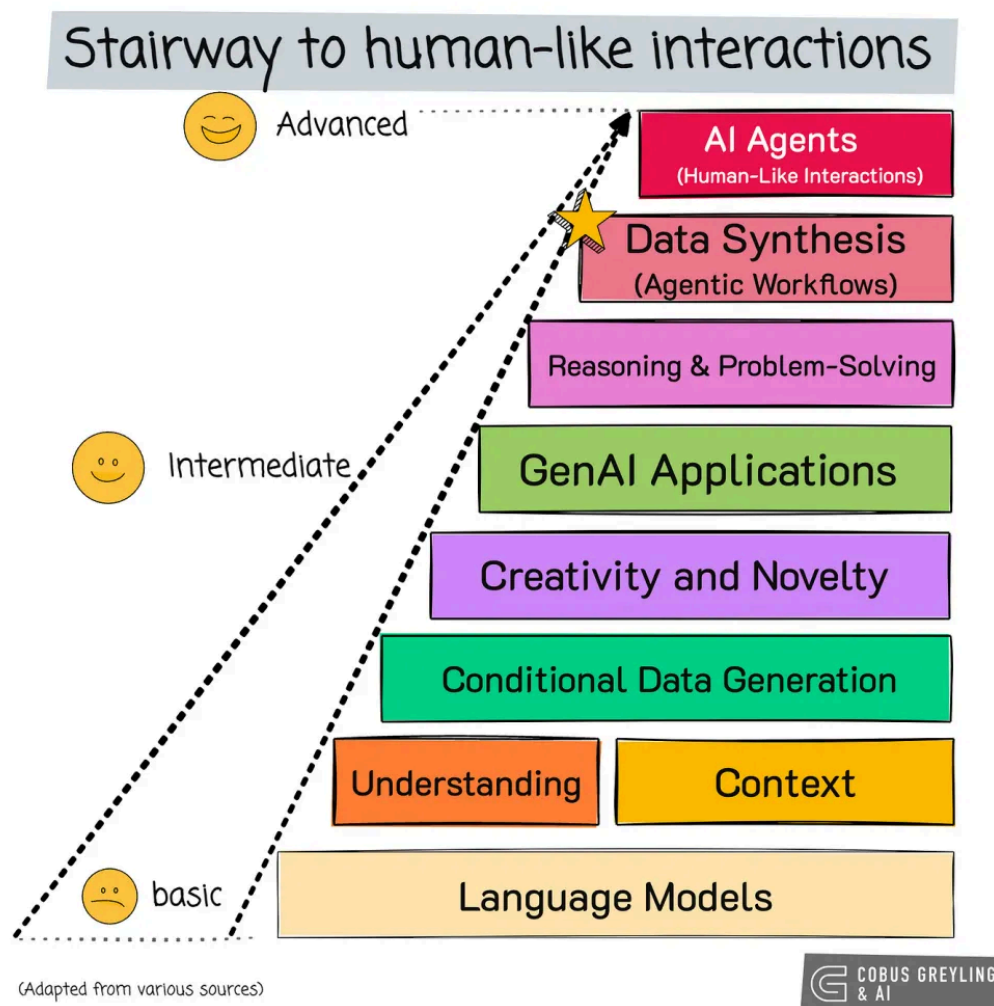 Stairway to human-like interactions
Advanced
AI Agents
(Human-Like Interactions)
Data Synthesis
(Agentic Workflows)
Reasoning & Problem-Solving
Intermediate
GenAI Applications
Creativity and Novelty
Conditional Data Generation
Understanding
Context
basic
Language Models
(Adapted from various sources)
COBUS GREYLING
& AI